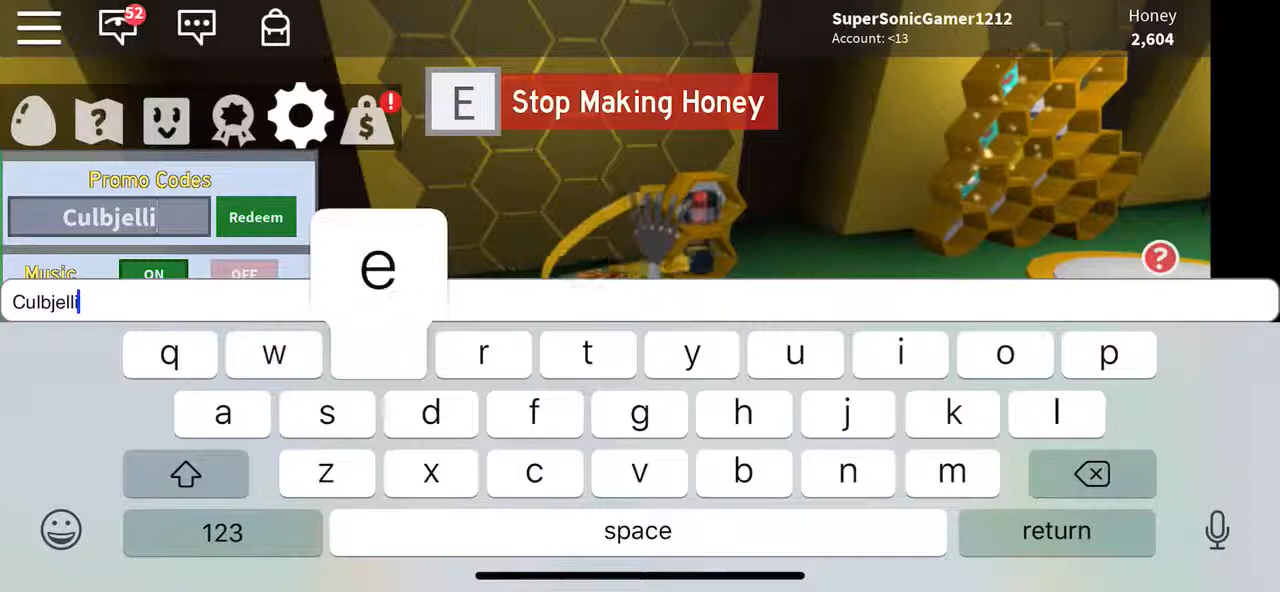 52
SuperSonicGamer1212
Account: <13
Honey
2,604
E
Stop Making Honey
?
!
$
Promo Codes
Culbjelli
Redeem
Music
ON
OFF
?
Culbjelli
e
q w r t y u i o p
a s d f g h j k l
z x c v b n m
123
space
return